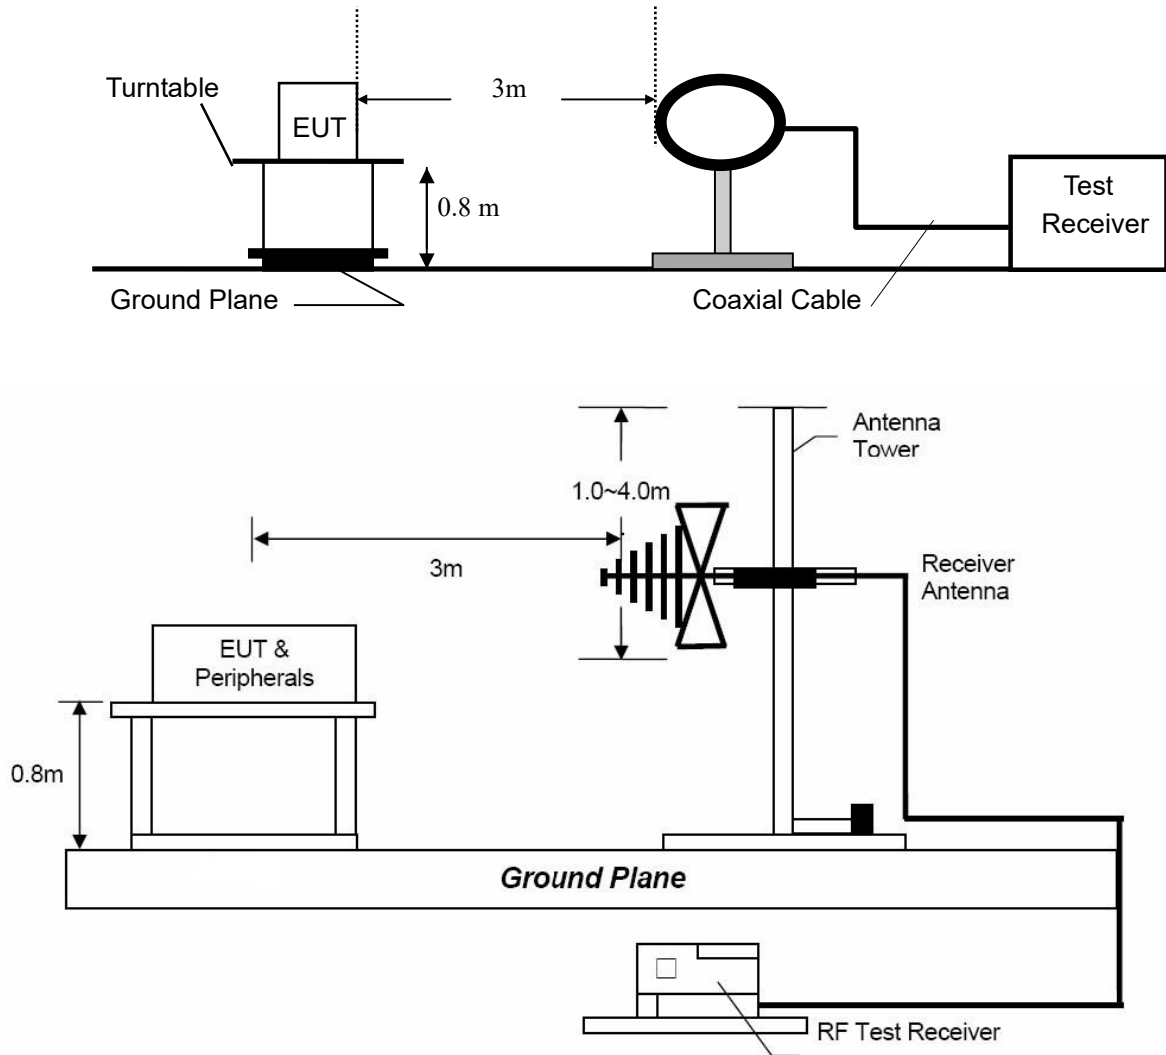 Turntable
3m
EUT
0.8 m
Test
Receiver
Ground Plane
Coaxial Cable
Antenna
Tower
1.0~4.0m
3m
Receiver
Antenna
EUT &
Peripherals
0.8m
Ground Plane
RF Test Receiver